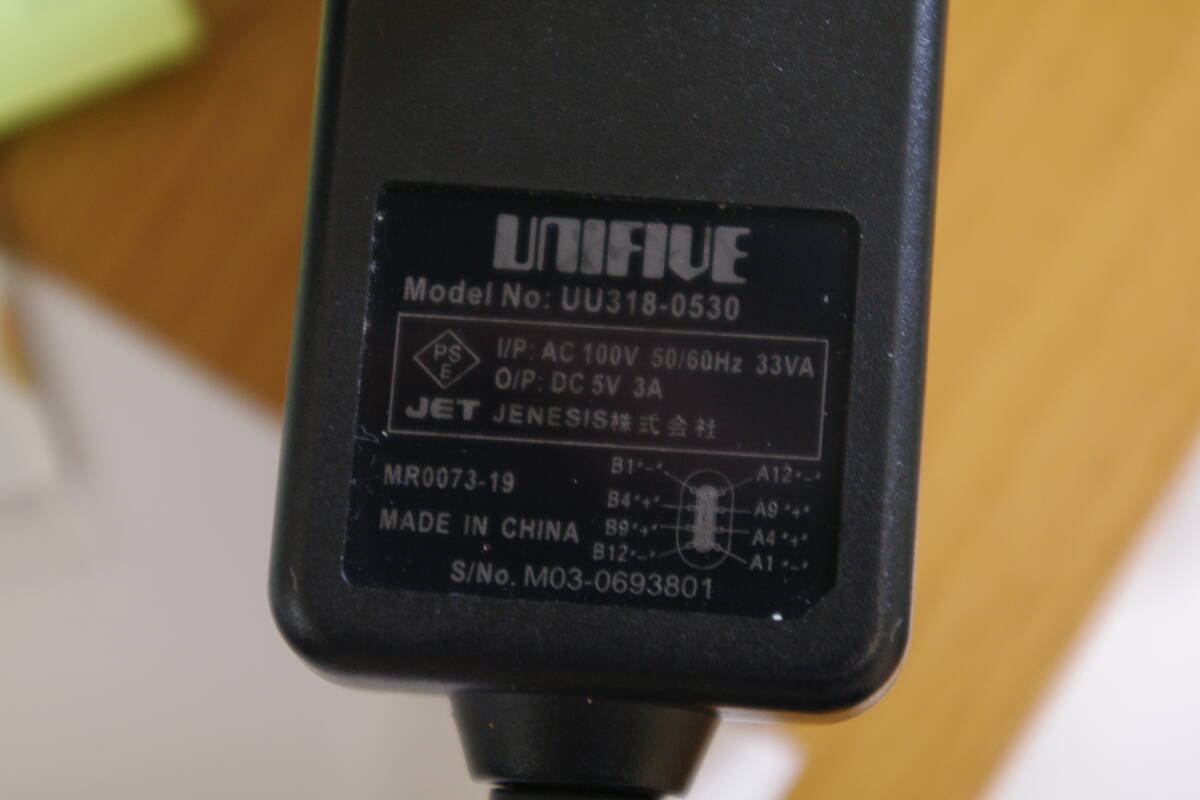 UNIFIVE
Model No: UU318-0530
PS
E
I/P: AC 100V 50/60Hz 33VA
O/P: DC 5V 3A
JET JENESIS株式会社
MR0073-19
MADE IN CHINA
B1"-" A12"-"
B4"+" A9"+"
B9"+" A4"+"
B12"-" A1"-"
S/No. M03-0693801